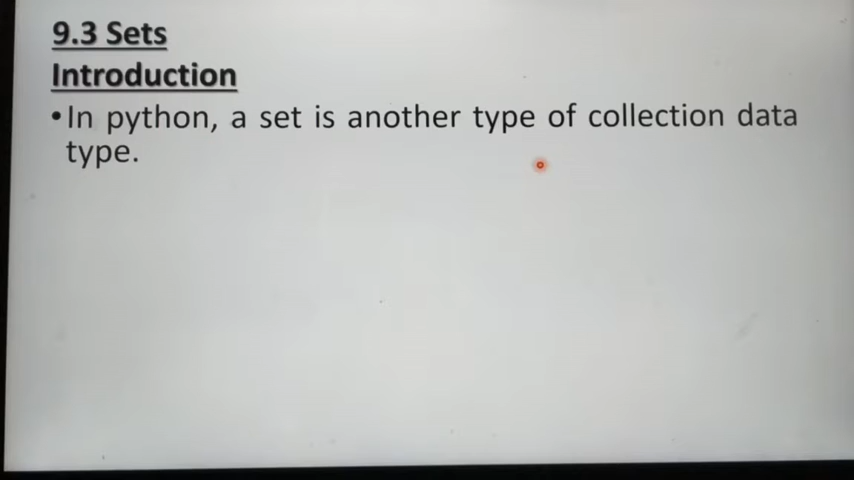 9.3 Sets
Introduction
•In python, a set is another type of collection data
type.